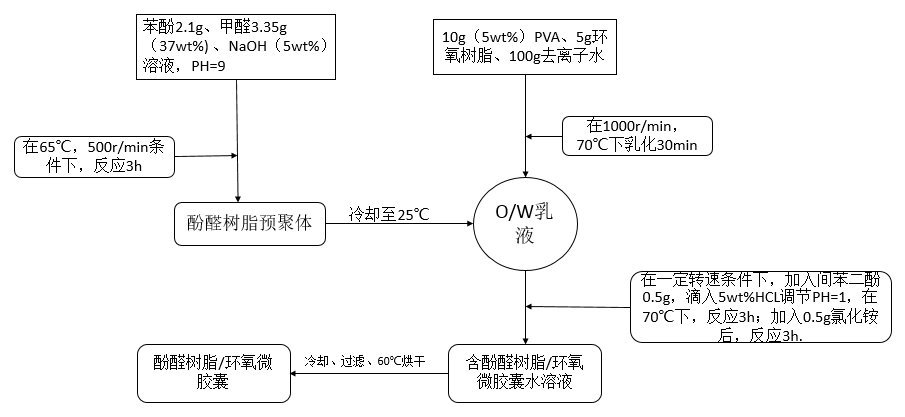 苯酚2.1g、甲醛3.35g
（37wt%）、NaOH（5wt%）
溶液，PH=9
10g（5wt%）PVA、5g环
氧树脂、100g去离子水
在65℃，500r/min条
件下，反应3h
在1000r/min，
70℃下乳化30min
酚醛树脂预聚体
冷却至25℃
O/W乳
液
在一定转速条件下，加入间苯二酚
0.5g，滴入5wt%HCL调节PH=1，在
70℃下，反应3h；加入0.5g氯化铵
后，反应3h.
酚醛树脂/环氧微
胶囊
冷却、过滤、60℃烘干
含酚醛树脂/环氧
微胶囊水溶液